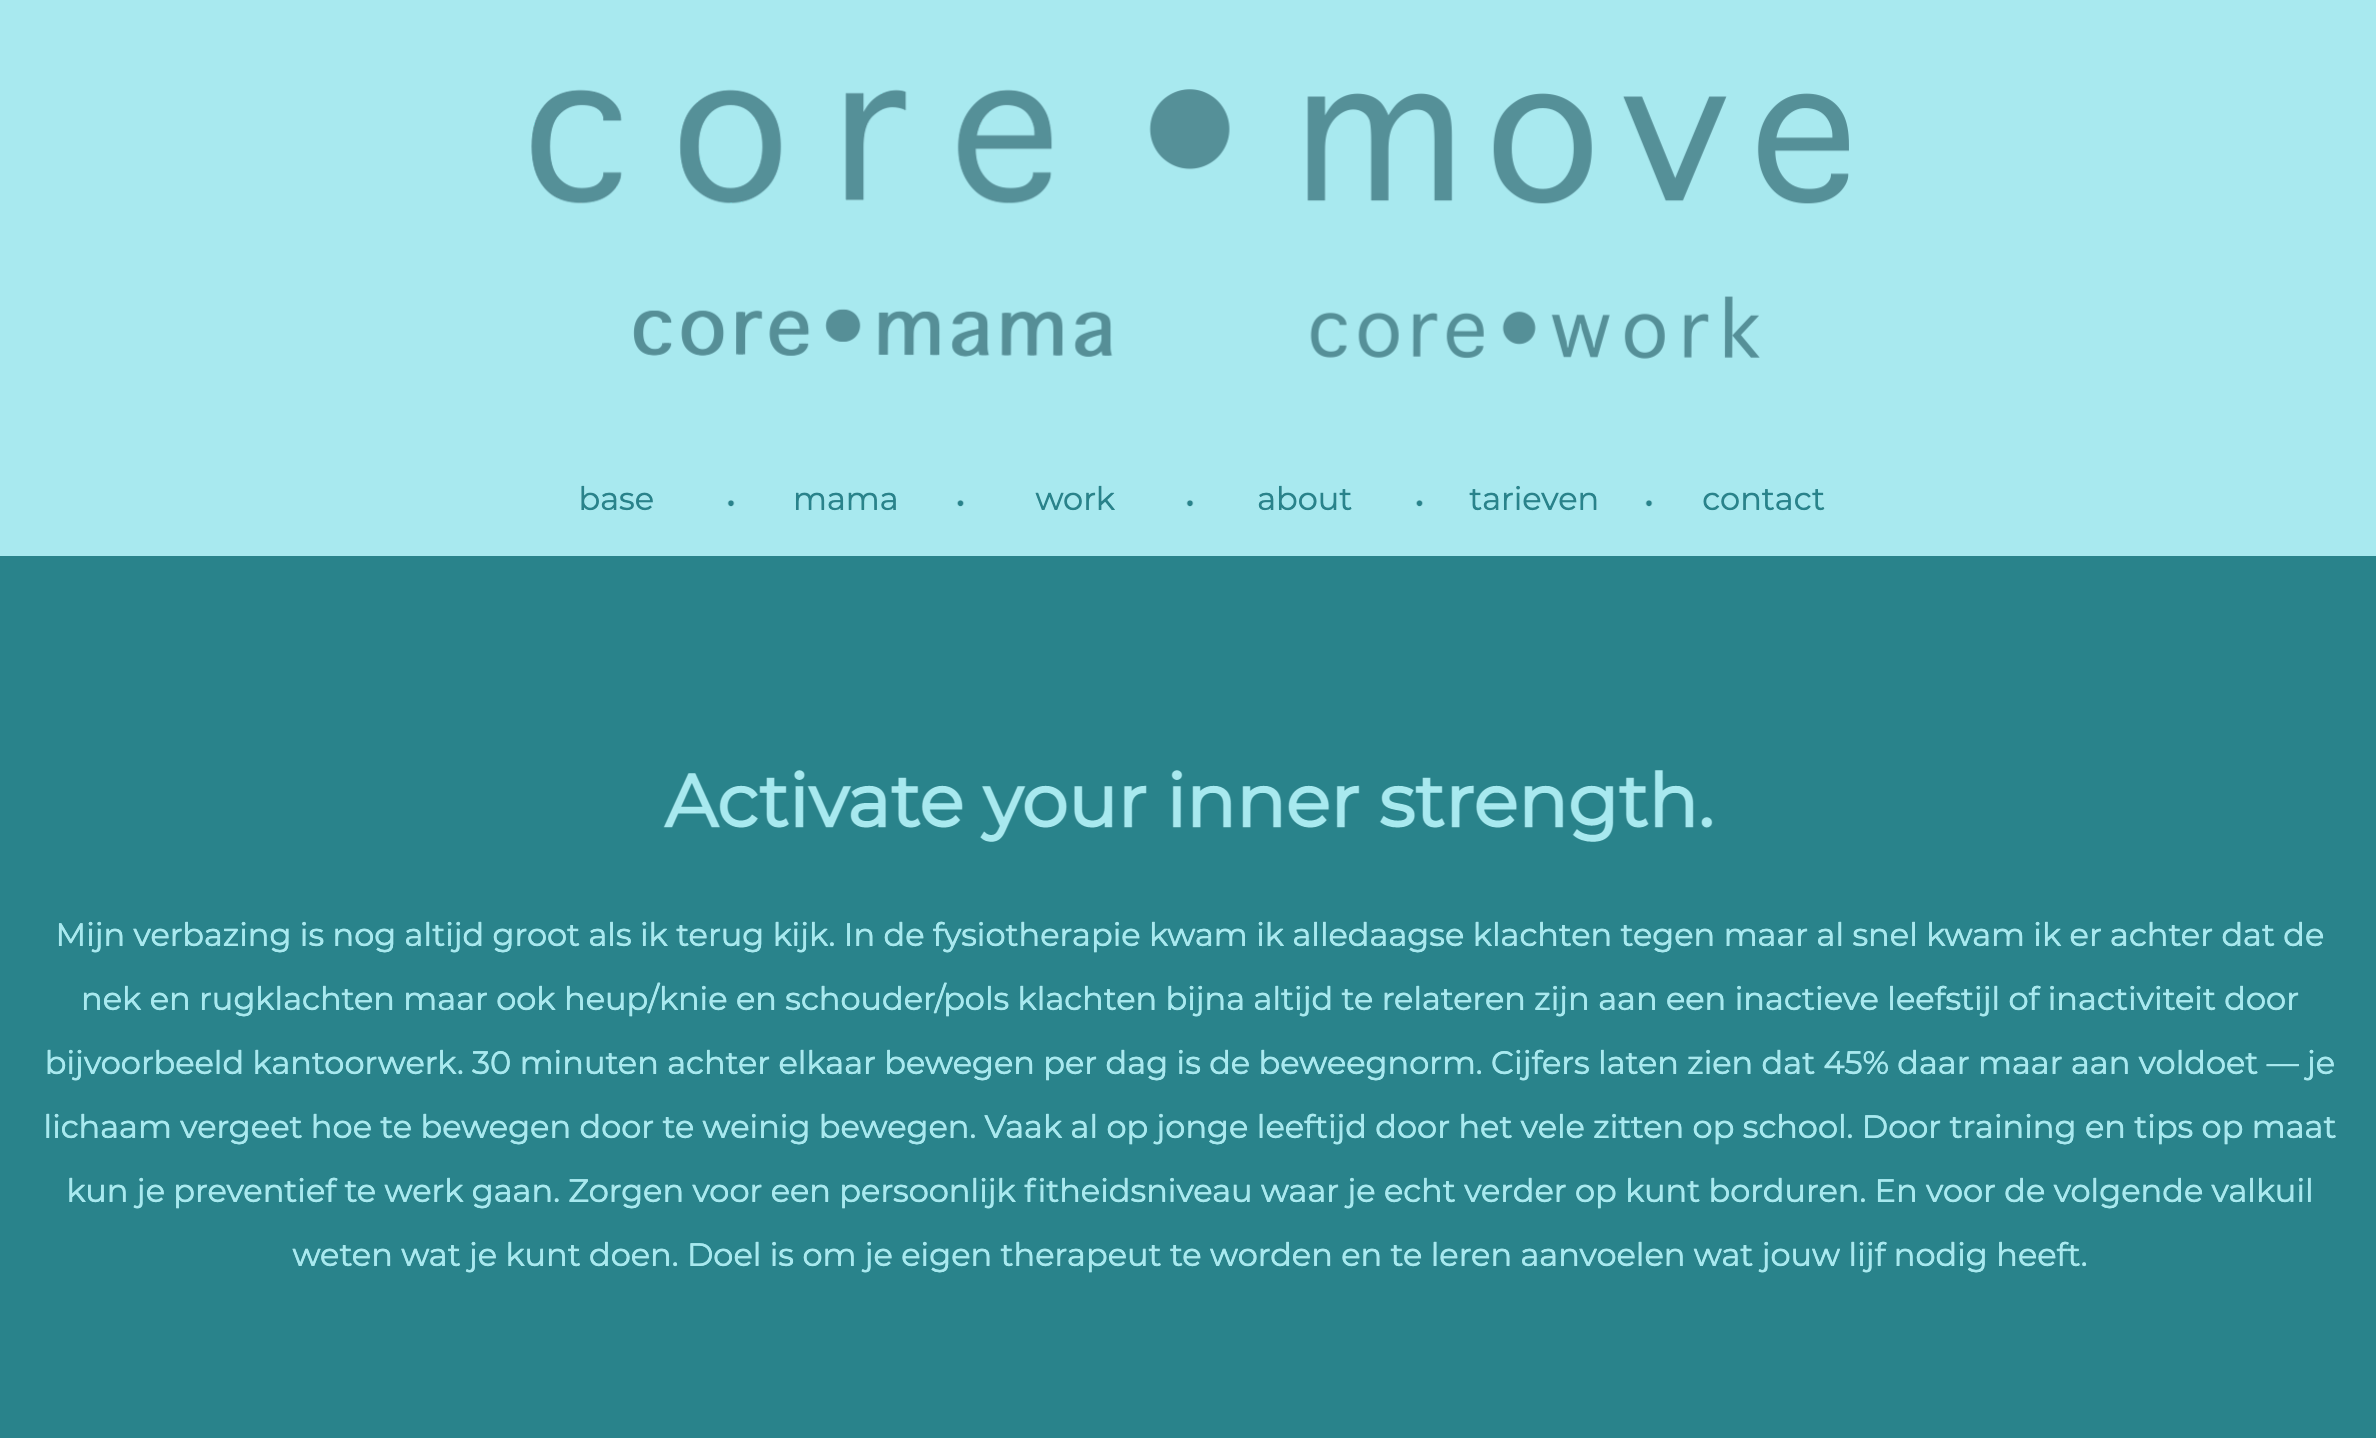 core•move
core•mama core•work
base • mama • work • about • tarieven • contact
Activate your inner strength.
Mijn verbazing is nog altijd groot als ik terug kijk. In de fysiotherapie kwam ik alledaagse klachten tegen maar al snel kwam ik er achter dat de
nek en rugklachten maar ook heup/knie en schouder/pols klachten bijna altijd te relateren zijn aan een inactieve leefstijl of inactiviteit door
bijvoorbeeld kantoorwerk. 30 minuten achter elkaar bewegen per dag is de beweegnorm. Cijfers laten zien dat 45% daar maar aan voldoet — je
lichaam vergeet hoe te bewegen door te weinig bewegen. Vaak al op jonge leeftijd door het vele zitten op school. Door training en tips op maat
kun je preventief te werk gaan. Zorgen voor een persoonlijk fitheidsniveau waar je echt verder op kunt borduren. En voor de volgende valkuil
weten wat je kunt doen. Doel is om je eigen therapeut te worden en te leren aanvoelen wat jouw lijf nodig heeft.